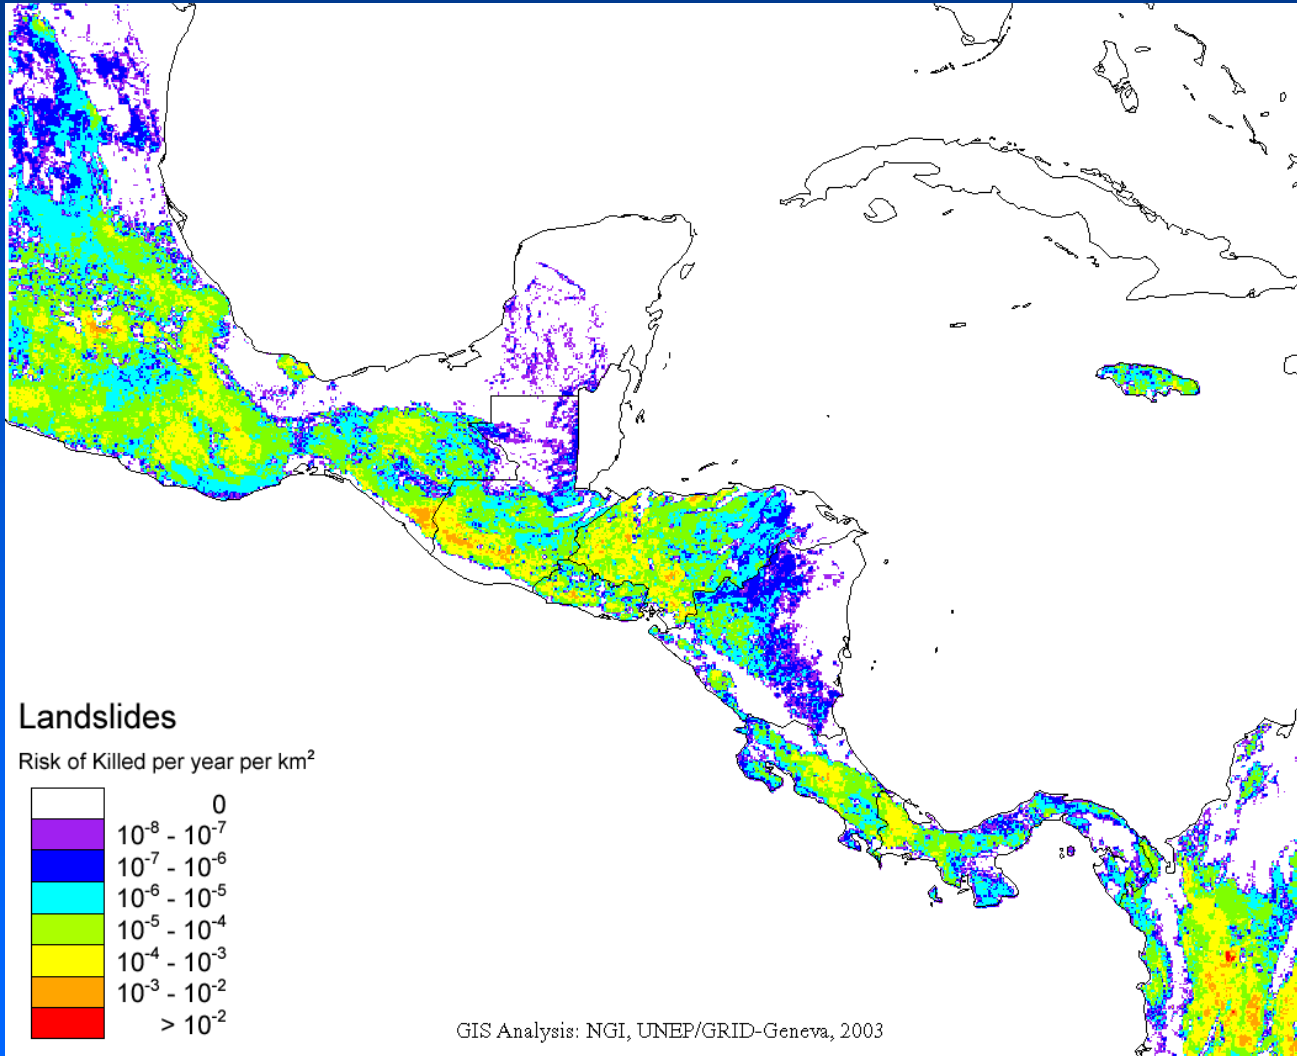 Landslides
Risk of Killed per year per km²
0
10⁻⁸ - 10⁻⁷
10⁻⁷ - 10⁻⁶
10⁻⁶ - 10⁻⁵
10⁻⁵ - 10⁻⁴
10⁻⁴ - 10⁻³
10⁻³ - 10⁻²
> 10⁻²
GIS Analysis: NGI, UNEP/GRID-Geneva, 2003